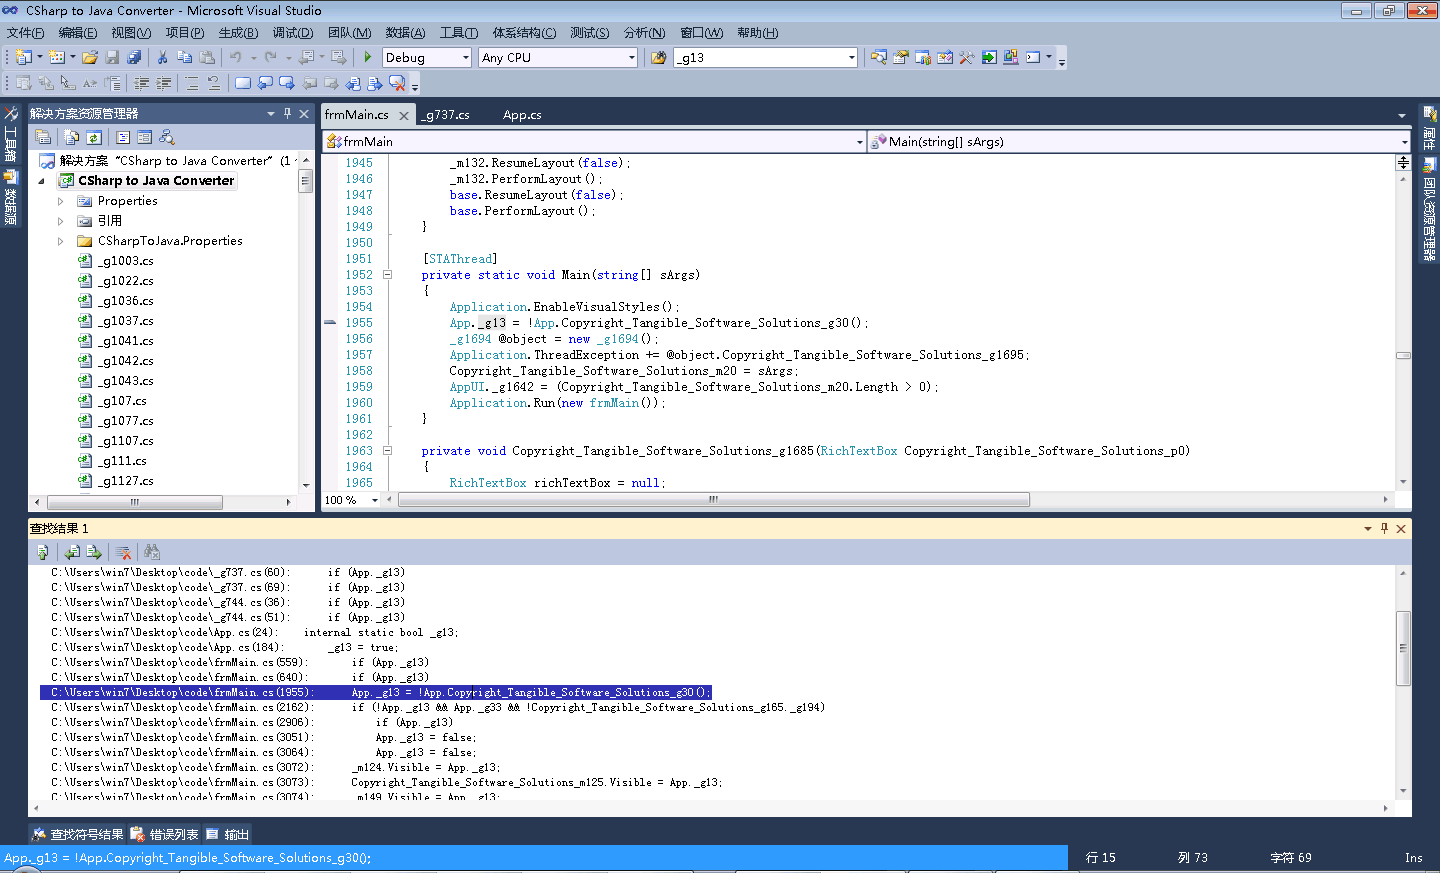 CSharp to Java Converter - Microsoft Visual Studio
文件(F) 编辑(E) 视图(V) 项目(P) 生成(B) 调试(D) 团队(M) 数据(A) 工具(T) 体系结构(C) 测试(S) 分析(N) 窗口(W) 帮助(H)
Debug Any CPU _g13
工具箱
数据源
解决方案资源管理器
解决方案 “CSharp to Java Converter” (1
CSharp to Java Converter
Properties
引用
CSharpToJava.Properties
_g1003.cs
_g1022.cs
_g1036.cs
_g1037.cs
_g1041.cs
_g1042.cs
_g1043.cs
_g107.cs
_g1077.cs
_g1107.cs
_g111.cs
_g1127.cs
frmMain.cs _g737.cs App.cs
frmMain Main(string[] sArgs)
1945 _m132.ResumeLayout(false);
1946 _m132.PerformLayout();
1947 base.ResumeLayout(false);
1948 base.PerformLayout();
1949 }
1950
1951 [STAThread]
1952 private static void Main(string[] sArgs)
1953 {
1954 Application.EnableVisualStyles();
1955 App._g13 = !App.Copyright_Tangible_Software_Solutions_g30();
1956 _g1694 @object = new _g1694();
1957 Application.ThreadException += @object.Copyright_Tangible_Software_Solutions_g1695;
1958 Copyright_Tangible_Software_Solutions_m20 = sArgs;
1959 AppUI._g1642 = (Copyright_Tangible_Software_Solutions_m20.Length > 0);
1960 Application.Run(new frmMain());
1961 }
1962
1963 private void Copyright_Tangible_Software_Solutions_g1685(RichTextBox Copyright_Tangible_Software_Solutions_p0)
1964 {
1965 RichTextBox richTextBox = null;
100 %
属性
团队资源管理器
查找结果 1
C:\Users\win7\Desktop\code\_g737.cs(60): if (App._g13)
C:\Users\win7\Desktop\code\_g737.cs(69): if (App._g13)
C:\Users\win7\Desktop\code\_g744.cs(36): if (App._g13)
C:\Users\win7\Desktop\code\_g744.cs(51): if (App._g13)
C:\Users\win7\Desktop\code\App.cs(24): internal static bool _g13;
C:\Users\win7\Desktop\code\App.cs(184): _g13 = true;
C:\Users\win7\Desktop\code\frmMain.cs(559): if (App._g13)
C:\Users\win7\Desktop\code\frmMain.cs(640): if (App._g13)
C:\Users\win7\Desktop\code\frmMain.cs(1955): App._g13 = !App.Copyright_Tangible_Software_Solutions_g30();
C:\Users\win7\Desktop\code\frmMain.cs(2162): if (!App._g13 && App._g33 && !Copyright_Tangible_Software_Solutions_g165._g194)
C:\Users\win7\Desktop\code\frmMain.cs(2906): if (App._g13)
C:\Users\win7\Desktop\code\frmMain.cs(3051): App._g13 = false;
C:\Users\win7\Desktop\code\frmMain.cs(3064): App._g13 = false;
C:\Users\win7\Desktop\code\frmMain.cs(3072): _m124.Visible = App._g13;
C:\Users\win7\Desktop\code\frmMain.cs(3073): Copyright_Tangible_Software_Solutions_m125.Visible = App._g13;
C:\Users\win7\Desktop\code\frmMain.cs(3074): _m149.Visible = App._g13;
查找符号结果 错误列表 输出
App._g13 = !App.Copyright_Tangible_Software_Solutions_g30(); 行 15 列 73 字符 69 Ins